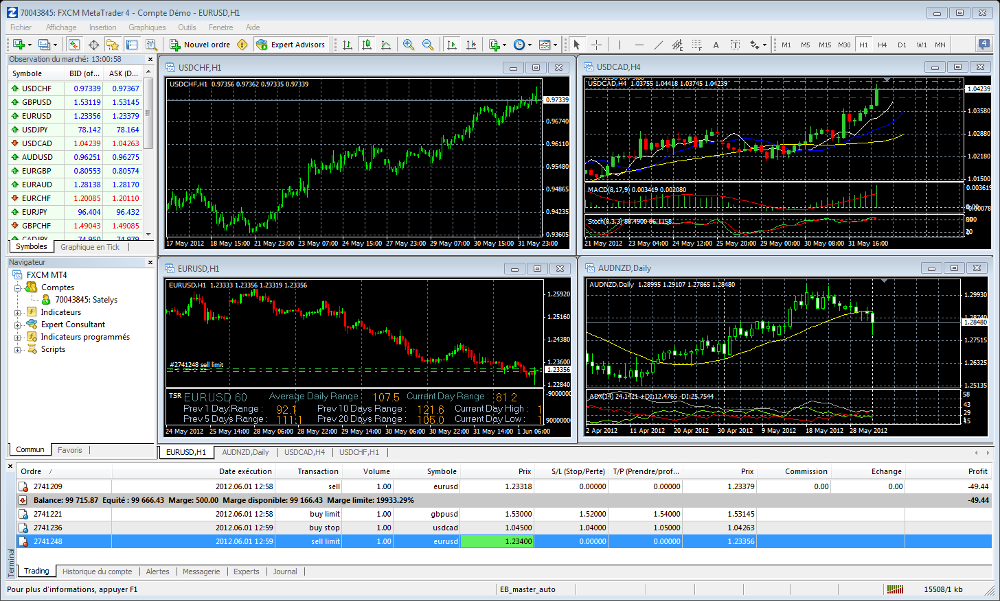 70043845: FXCM MetaTrader 4 - Compte Démo - EURUSD,H1
Fichier Affichage Insertion Graphiques Outils Fenetre Aide
Nouvel ordre Expert Advisors A T M1 M5 M15 M30 H1 H4 D1 W1 MN 4
Observation du marché: 13:00:58
Symbole BID (of... ASK (D...
USDCHF 0.97339 0.97367
GBPUSD 1.53119 1.53145
EURUSD 1.23356 1.23379
USDJPY 78.142 78.164
USDCAD 1.04239 1.04263
AUDUSD 0.96251 0.96275
EURGBP 0.80553 0.80574
EURAUD 1.28138 1.28170
EURCHF 1.20085 1.20110
EURJPY 96.404 96.432
GBPCHF 1.49043 1.49085
CADJPY 74.950 74.979
Symboles Graphique en Tick
Navigateur
FXCM MT4
Comptes
70043845: Satelys
Indicateurs
Expert Consultant
Indicateurs programmés
Scripts
Commun Favoris
USDCHF,H1
USDCHF,H1 0.97356 0.97362 0.97335 0.97339
0.97339
0.96740
0.96110
0.95480
0.94865
0.94235
0.93605
17 May 2012 18 May 15:00 21 May 23:00 23 May 07:00 24 May 15:00 27 May 23:00 29 May 07:00 30 May 15:00 31 May 23:00
USDCAD,H4
USDCAD,H4 1.03755 1.04418 1.03745 1.04239
1.04239
1.03580
1.02880
1.02180
1.01500
MACD(8,17,9) 0.003419 0.002080
0.003619
Stoch(8,3,3) 88.4900 86.1158
20
21 May 2012 23 May 04:00 24 May 12:00 25 May 20:00 29 May 00:00 30 May 08:00 31 May 16:00
EURUSD,H1
EURUSD,H1 1.23333 1.23356 1.23319 1.23356
1.25920
1.25160
1.24380
1.23600
#2741248 sell limit
1.23356
1.22840
TSR EURUSD 60 Average Daily Range : 107.5 Current Day Range : 81.2
-9000000
Prev 1 Day Range : 92.1 Prev 10 Days Range : 121.6 Current Day High : 1
Prev 5 Days Range : 111.1 Prev 20 Days Range : 105.0 Current Day Low : 1
9000000
24 May 2012 25 May 14:00 28 May 06:00 28 May 22:00 29 May 14:00 30 May 06:00 30 May 22:00 31 May 14:00 1 Jun 06:00
AUDNZD,Daily
AUDNZD,Daily 1.28995 1.29107 1.27865 1.28480
1.29930
1.28740
1.28480
1.27515
1.26325
1.25135
ADX(14) 24.1421 +DI:12.4765 -DI:25.7544
58
43
29
15
2 Apr 2012 11 Apr 2012 20 Apr 2012 30 Apr 2012 9 May 2012 18 May 2012 28 May 2012
EURUSD,H1 AUDNZD,Daily USDCAD,H4 USDCHF,H1
Ordre / Date exécution Transaction Volume Symbole Prix S/L (Stop/Perte) T/P (Prendre/prof... Prix Commission Echange Profit
2741209 2012.06.01 12:58 sell 1.00 eurusd 1.23318 0.00000 0.00000 1.23379 0.00 0.00 -49.44
Balance: 99 715.87 Equité : 99 666.43 Marge: 500.00 Marge disponible: 99 166.43 Marge limite: 19933.29% -49.44
2741221 2012.06.01 12:58 buy limit 1.00 gbpusd 1.53000 1.52000 1.54000 1.53145
2741236 2012.06.01 12:59 buy stop 1.00 usdcad 1.04500 1.04000 1.05000 1.04263
2741248 2012.06.01 12:59 sell limit 1.00 eurusd 1.23400 0.00000 0.00000 1.23356
Terminal
Trading Historique du compte Alertes Messagerie Experts Journal
Pour plus d'informations, appuyer F1 EB_master_auto 15508/1 kb